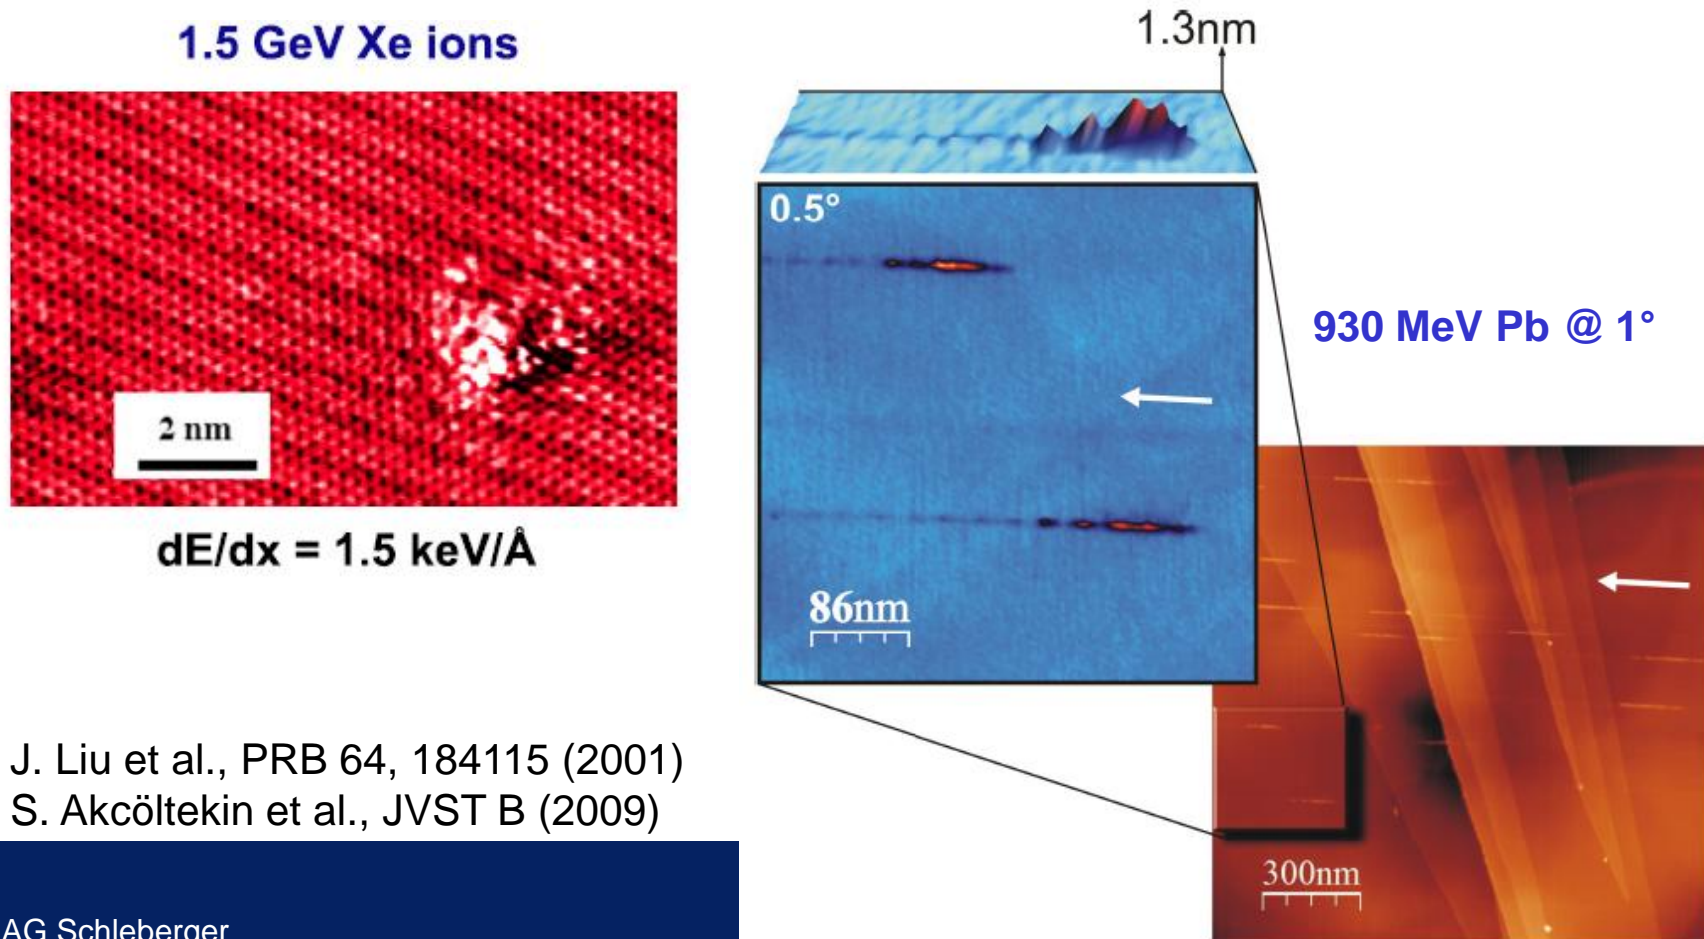 1.5 GeV Xe ions
2 nm
dE/dx = 1.5 keV/Å
1.3nm
0.5°
86nm
930 MeV Pb @ 1°
300nm
J. Liu et al., PRB 64, 184115 (2001)
S. Akcöltekin et al., JVST B (2009)
AG Schleberger